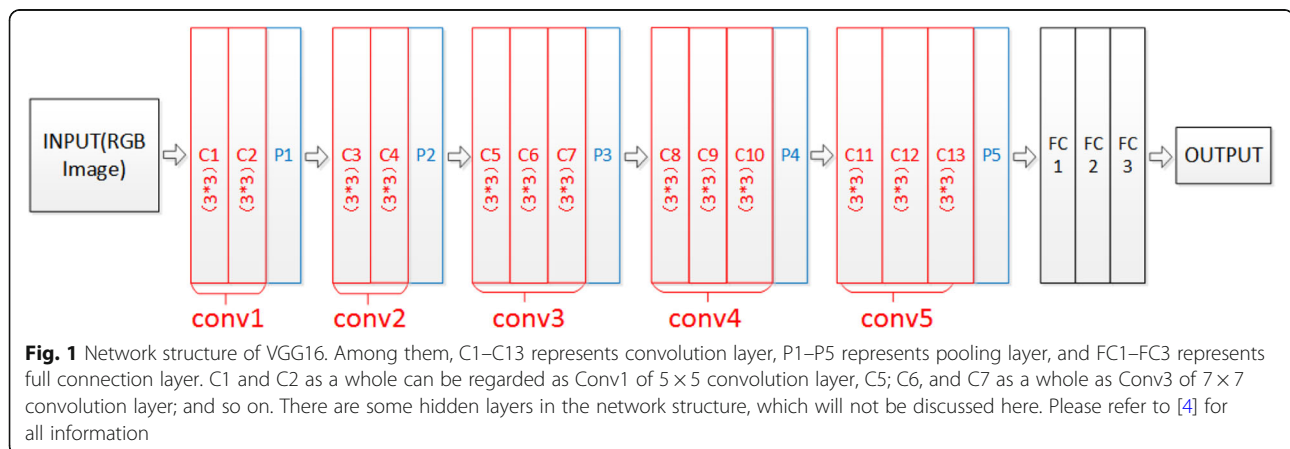 INPUT(RGB
Image)
C1
(3*3)
C2
(3*3)
P1
C3
(3*3)
C4
(3*3)
P2
C5
(3*3)
C6
(3*3)
C7
(3*3)
P3
C8
(3*3)
C9
(3*3)
C10
(3*3)
P4
C11
(3*3)
C12
(3*3)
C13
(3*3)
P5
FC
1
FC
2
FC
3
OUTPUT
conv1
conv2
conv3
conv4
conv5
Fig. 1 Network structure of VGG16. Among them, C1–C13 represents convolution layer, P1–P5 represents pooling layer, and FC1–FC3 represents
full connection layer. C1 and C2 as a whole can be regarded as Conv1 of 5 × 5 convolution layer, C5; C6, and C7 as a whole as Conv3 of 7 × 7
convolution layer; and so on. There are some hidden layers in the network structure, which will not be discussed here. Please refer to [4] for
all information